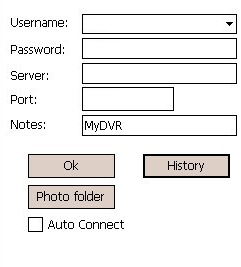 Username:
Password:
Server:
Port:
Notes: MyDVR
Ok History
Photo folder
Auto Connect